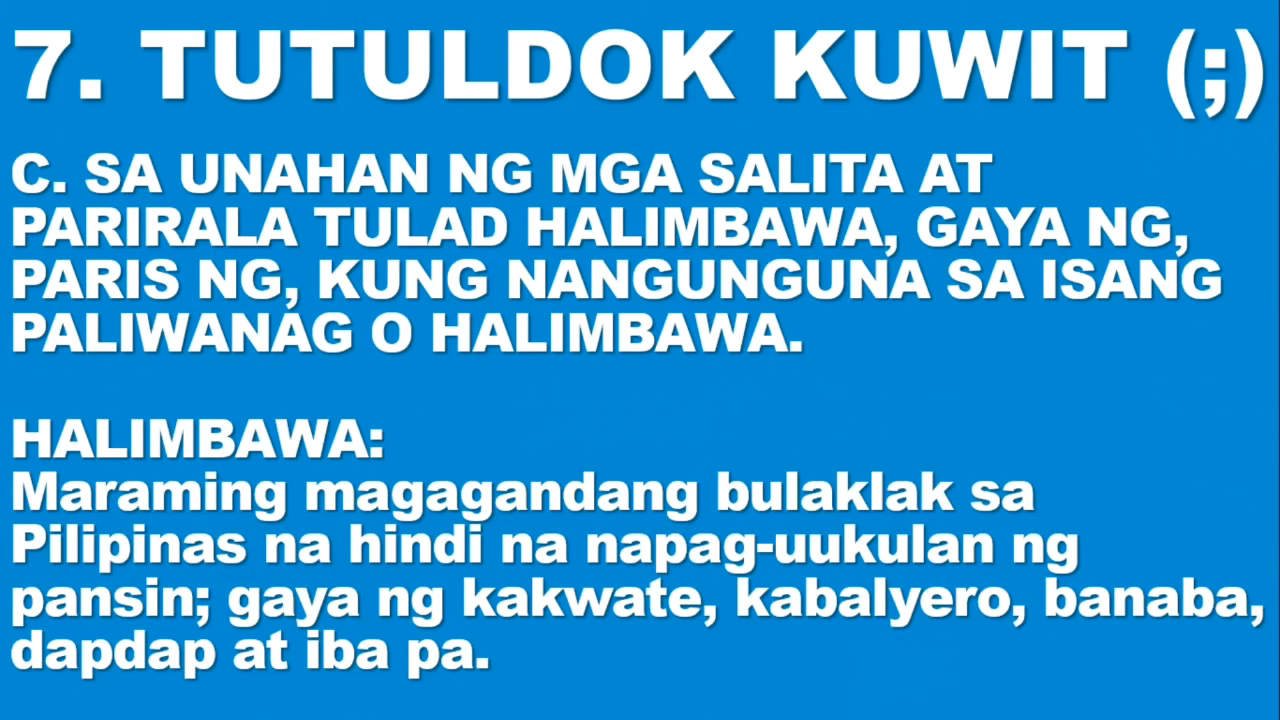 7. TUTULDOK KUWIT (;)
C. SA UNAHAN NG MGA SALITA AT
PARIRALA TULAD HALIMBAWA, GAYA NG,
PARIS NG, KUNG NANGUNGUNA SA ISANG
PALIWANAG O HALIMBAWA.
HALIMBAWA:
Maraming magagandang bulaklak sa
Pilipinas na hindi na napag-uukulan ng
pansin; gaya ng kakwate, kabalyero, banaba,
dapdap at iba pa.